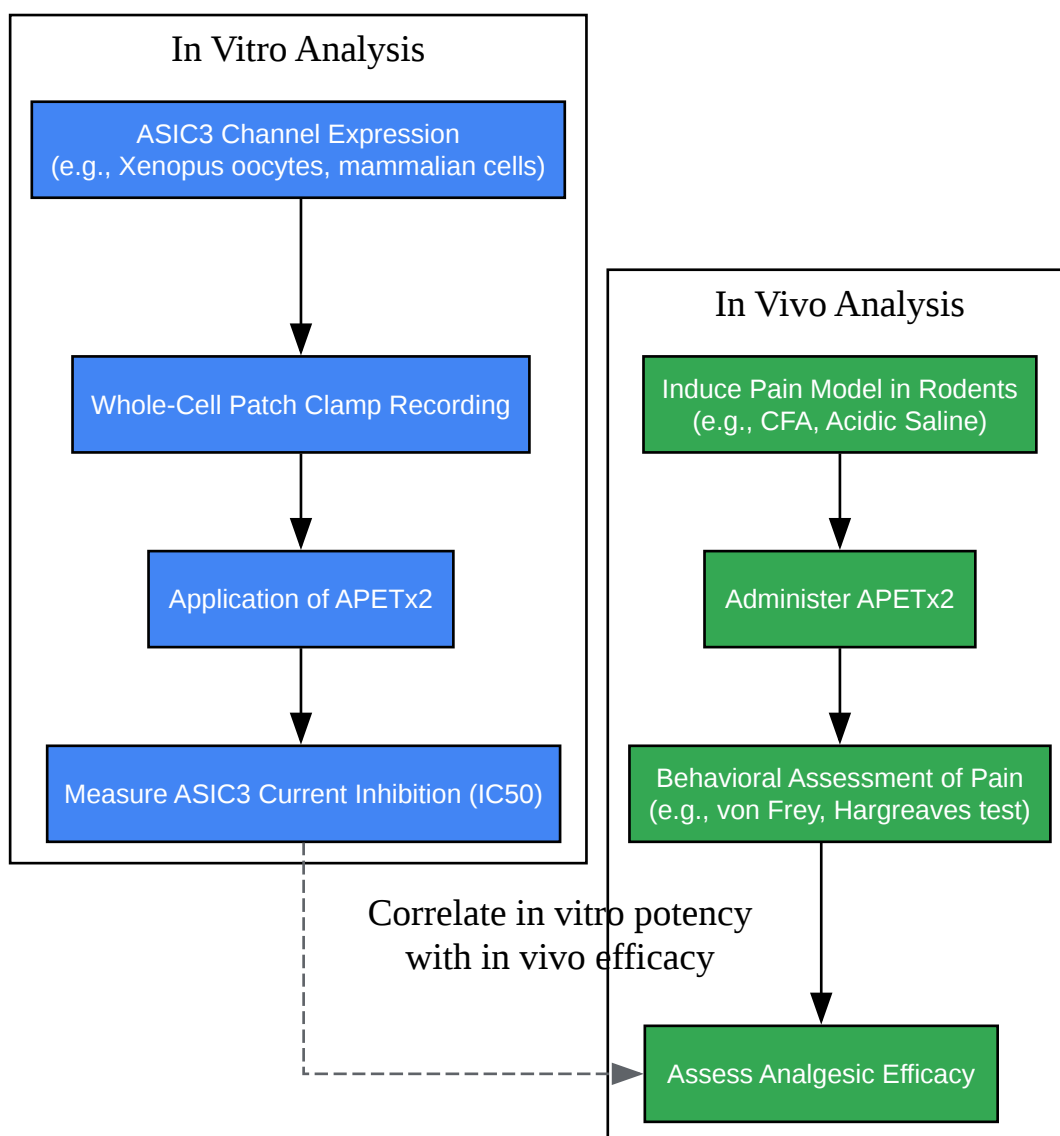 In Vitro Analysis
ASIC3 Channel Expression
(e.g., Xenopus oocytes, mammalian cells)
Whole-Cell Patch Clamp Recording
Application of APETx2
Measure ASIC3 Current Inhibition (IC50)
In Vivo Analysis
Induce Pain Model in Rodents
(e.g., CFA, Acidic Saline)
Administer APETx2
Behavioral Assessment of Pain
(e.g., von Frey, Hargreaves test)
Correlate in vitro potency
with in vivo efficacy
Assess Analgesic Efficacy